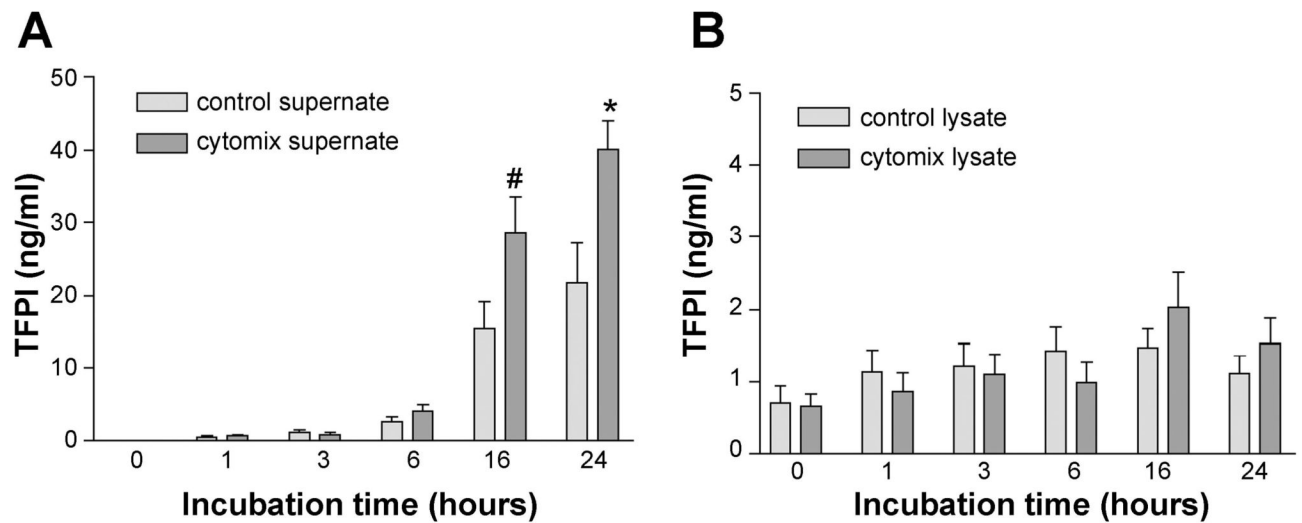 A
50
40
30
20
10
0
TFPI (ng/ml)
control supernate
cytomix supernate
#
*
0 1 3 6 16 24
Incubation time (hours)
B
5
4
3
2
1
0
TFPI (ng/ml)
control lysate
cytomix lysate
0 1 3 6 16 24
Incubation time (hours)